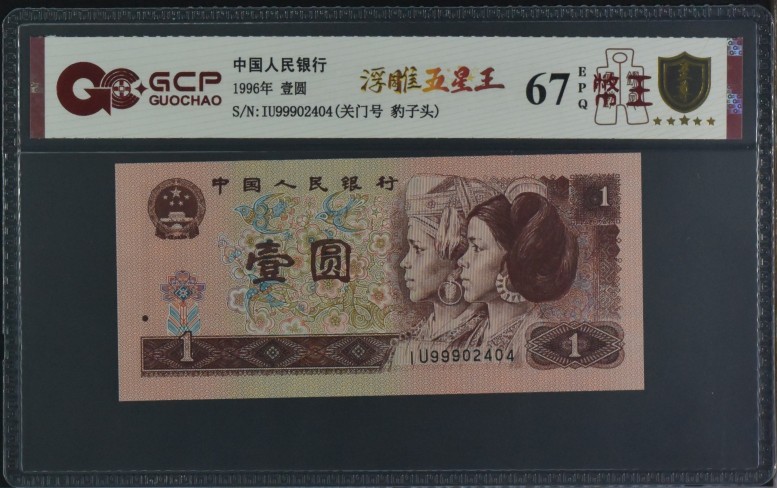 GCP
GUOCHAO
中国人民银行
1996年 壹圆
S/N:IU99902404(关门号 豹子头)
浮雕五星王
67
EPQ
中国人民银行
1
壹圆
1
IU99902404
1